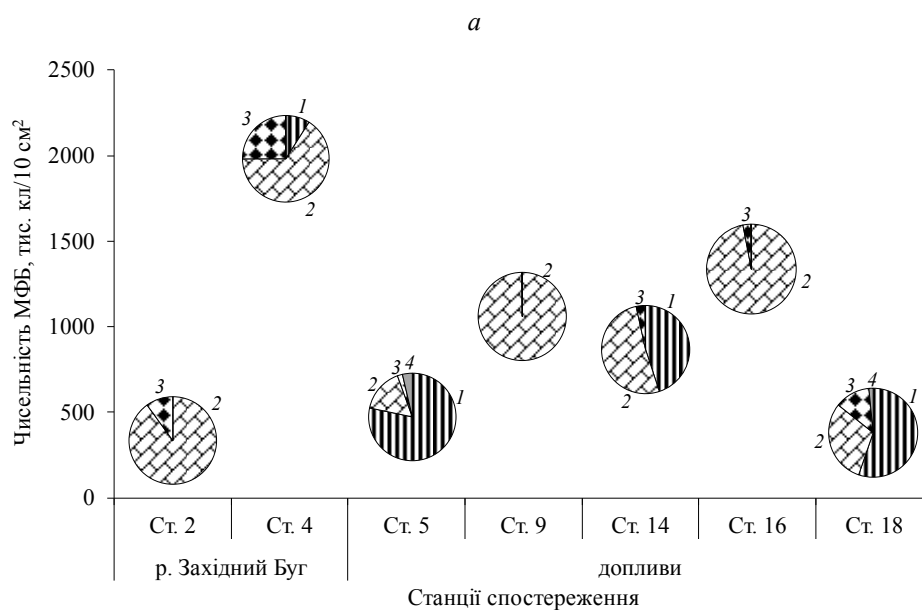 а
Чисельність МФБ, тис. кл/10 см²
2500
2000
1500
1000
500
0
3 2
3 1 2
2 3 4 1
2
3 1 2
3 2
3 4 1 2
Ст. 2 Ст. 4 Ст. 5 Ст. 9 Ст. 14 Ст. 16 Ст. 18
р. Західний Буг допливи
Станції спостереження